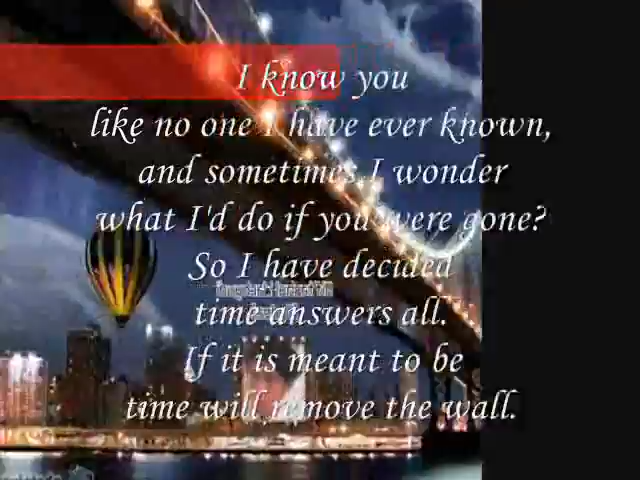 I know you
like no one I have ever known,
and sometimes I wonder
what I'd do if you were gone?
So I have decided
time answers all.
If it is meant to be
time will remove the wall.